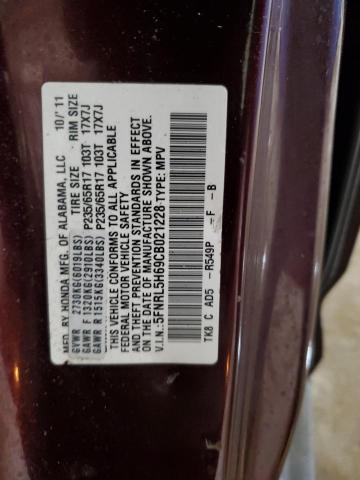 MFD BY HONDA MFG. OF ALABAMA, LLC 10/'11
GVWR 2730KG(6019LBS) TIRE SIZE RIM SIZE
GAWR F 1320KG(2910LBS) P235/65R17 103T 17X7J
GAWR R 1515KG(3340LBS) P235/65R17 103T 17X7J
THIS VEHICLE CONFORMS TO ALL APPLICABLE
FEDERAL MOTOR VEHICLE SAFETY
AND THEFT PREVENTION STANDARDS IN EFFECT
ON THE DATE OF MANUFACTURE SHOWN ABOVE.
V.I.N.: 5FNRL5H69CB021228 TYPE: MPV
TK8 C AD5 -R549P -F -B